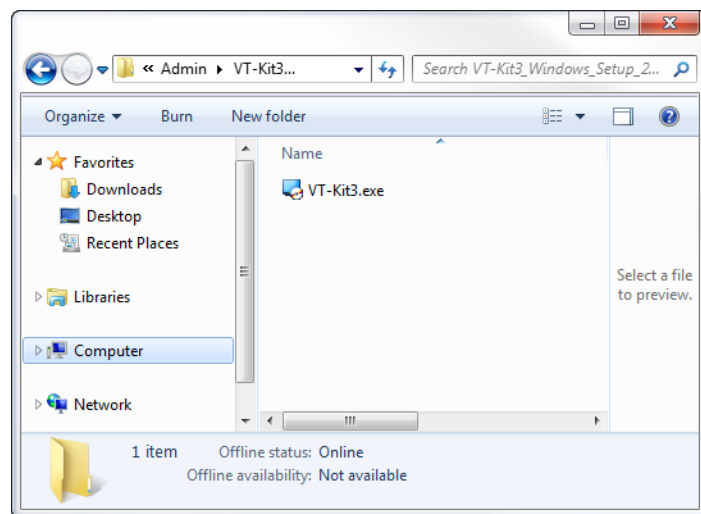 « Admin ▸ VT-Kit3...
Search VT-Kit3_Windows_Setup_2...
Organize ▾ Burn New folder
Favorites
Downloads
Desktop
Recent Places
Libraries
Computer
Network
Name
VT-Kit3.exe
Select a file
to preview.
1 item Offline status: Online
Offline availability: Not available